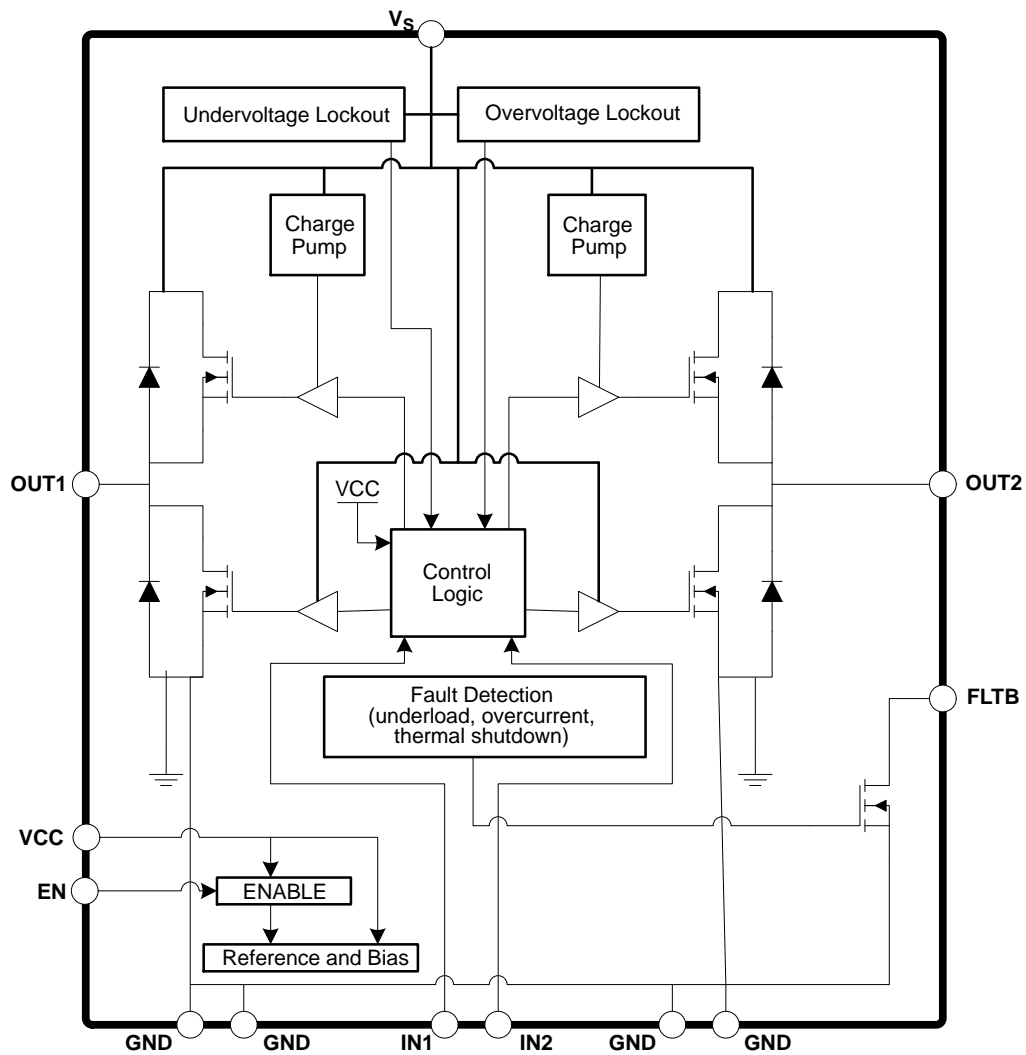 VS
Undervoltage Lockout
Overvoltage Lockout
Charge
Pump
Charge
Pump
OUT1
OUT2
VCC
Control
Logic
Fault Detection
(underload, overcurrent,
thermal shutdown)
FLTB
VCC
EN
ENABLE
Reference and Bias
GND
GND
IN1
IN2
GND
GND